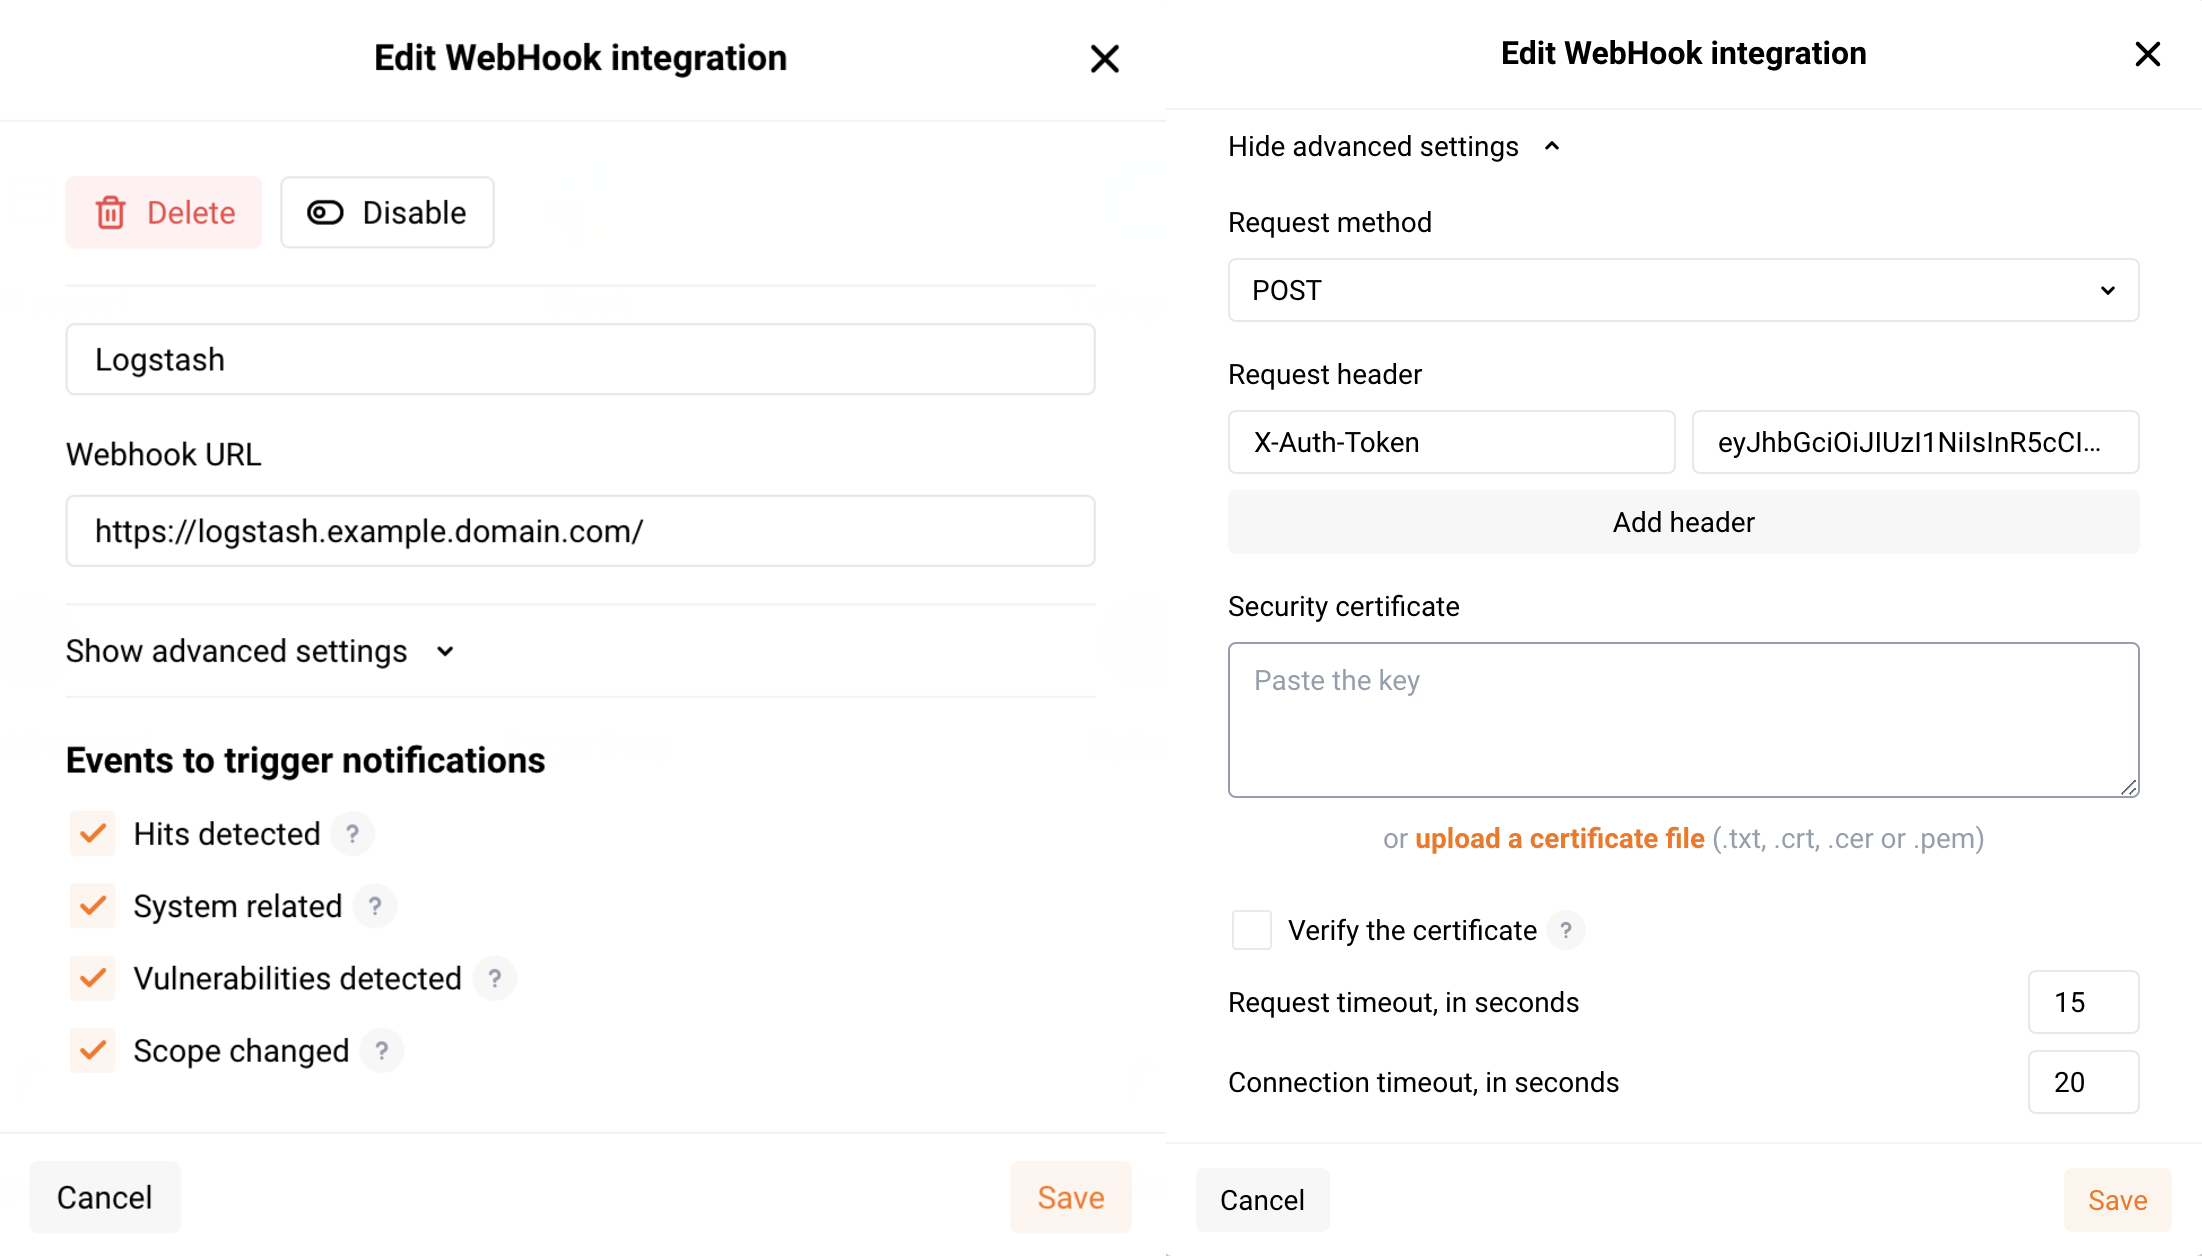 Edit WebHook integration
Delete
Disable
Logstash
Webhook URL
https://logstash.example.domain.com/
Show advanced settings
Events to trigger notifications
Hits detected ?
System related ?
Vulnerabilities detected ?
Scope changed ?
Cancel
Save
Edit WebHook integration
Hide advanced settings
Request method
POST
Request header
X-Auth-Token
eyJhbGciOiJIUzI1NiIsInR5cCI...
Add header
Security certificate
Paste the key
or upload a certificate file (.txt, .crt, .cer or .pem)
Verify the certificate ?
Request timeout, in seconds
15
Connection timeout, in seconds
20
Cancel
Save